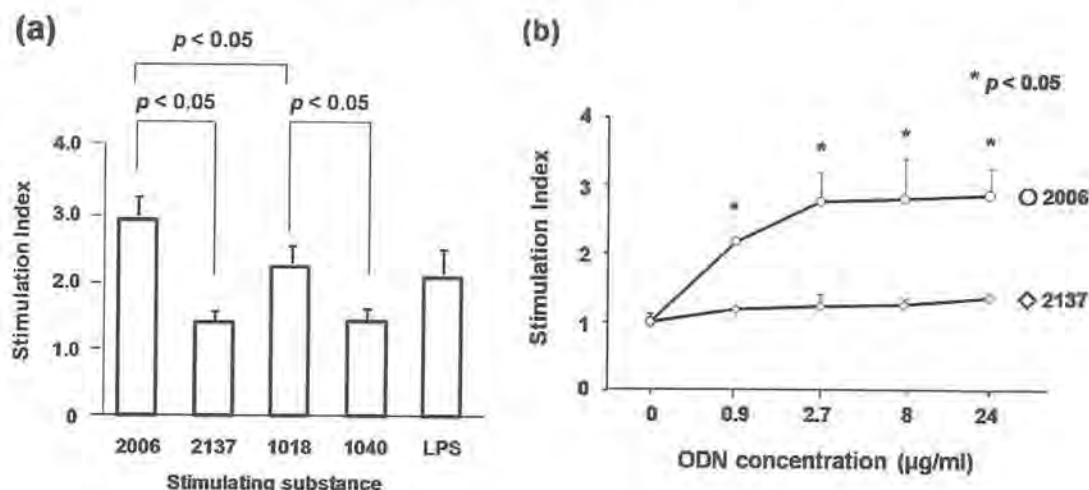 (a)
p < 0.05
p < 0.05
p < 0.05
Stimulation Index
4.0
3.0
2.0
1.0
0
2006
2137
1018
1040
LPS
Stimulating substance
(b)
* p < 0.05
Stimulation Index
4
3
2
1
0
*
*
*
*
2006
2137
0
0.9
2.7
8
24
ODN concentration (µg/ml)